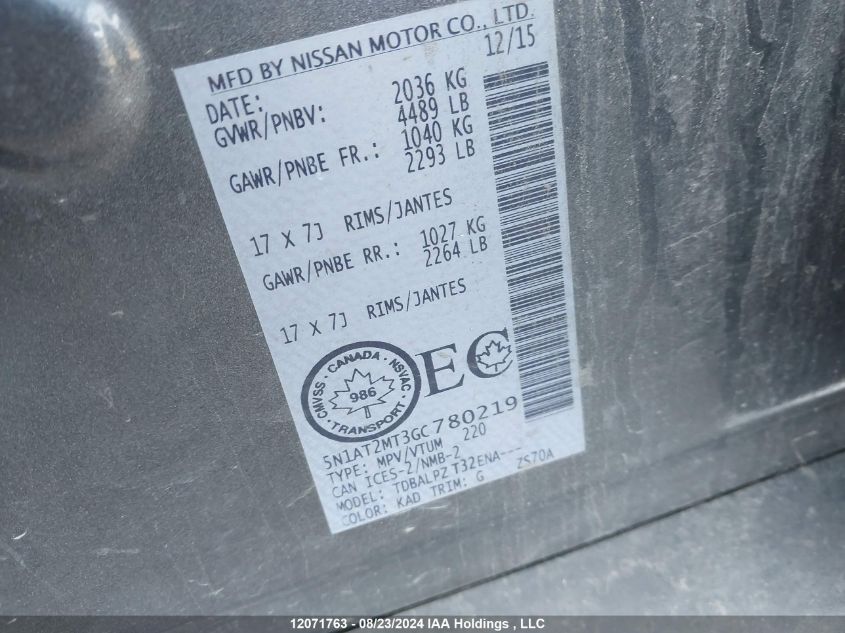 MFD BY NISSAN MOTOR CO., LTD.
DATE: 12/15
GVWR/PNBV: 2036 KG
4489 LB
GAWR/PNBE FR.: 1040 KG
2293 LB
17 X 7J RIMS/JANTES
GAWR/PNBE RR.: 1027 KG
2264 LB
17 X 7J RIMS/JANTES
CMVSS · CANADA · NSVAC · TRANSPORT ·
986
OEC
5N1AT2MT3GC780219
TYPE: MPV/VTUM 220
CAN ICES-2/NMB-2
MODEL: TDBALPZ T32ENA---
COLOR: KAD TRIM: G ZS70A
12071763 - 08/23/2024 IAA Holdings , LLC